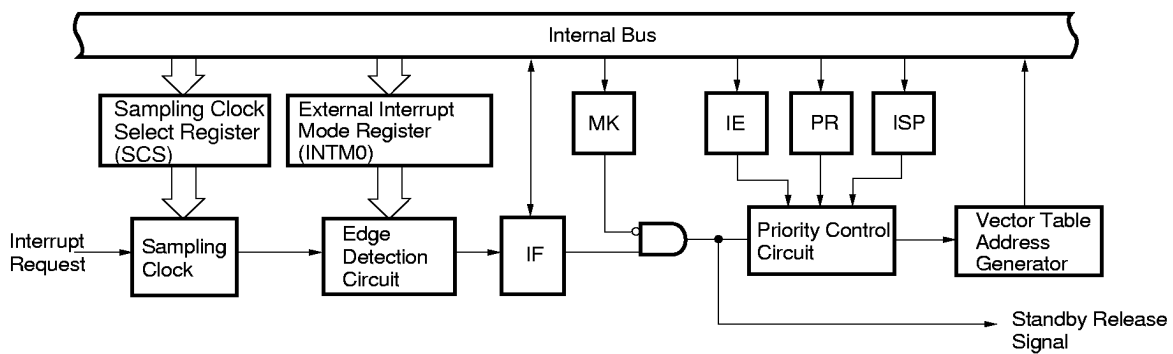 Internal Bus
Sampling Clock
Select Register
(SCS)
External Interrupt
Mode Register
(INTM0)
MK
IE
PR
ISP
Interrupt
Request
Sampling
Clock
Edge
Detection
Circuit
IF
Priority Control
Circuit
Vector Table
Address
Generator
Standby Release
Signal